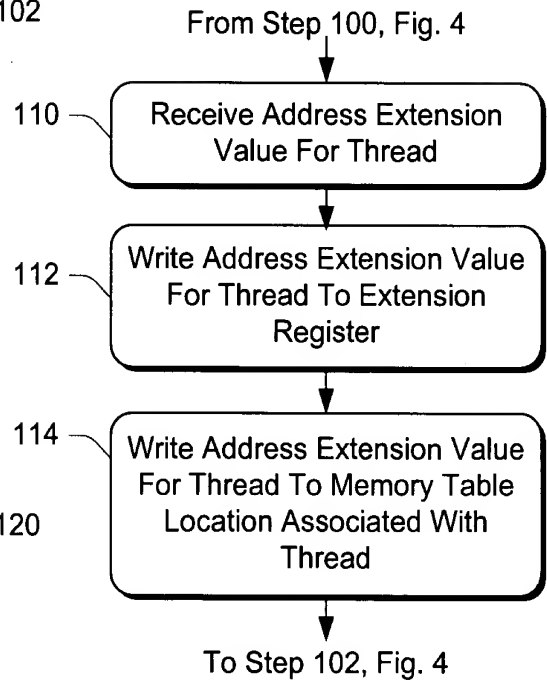 102
From Step 100, Fig. 4
110
Receive Address Extension
Value For Thread
112
Write Address Extension Value
For Thread To Extension
Register
114
Write Address Extension Value
For Thread To Memory Table
Location Associated With
Thread
120
To Step 102, Fig. 4